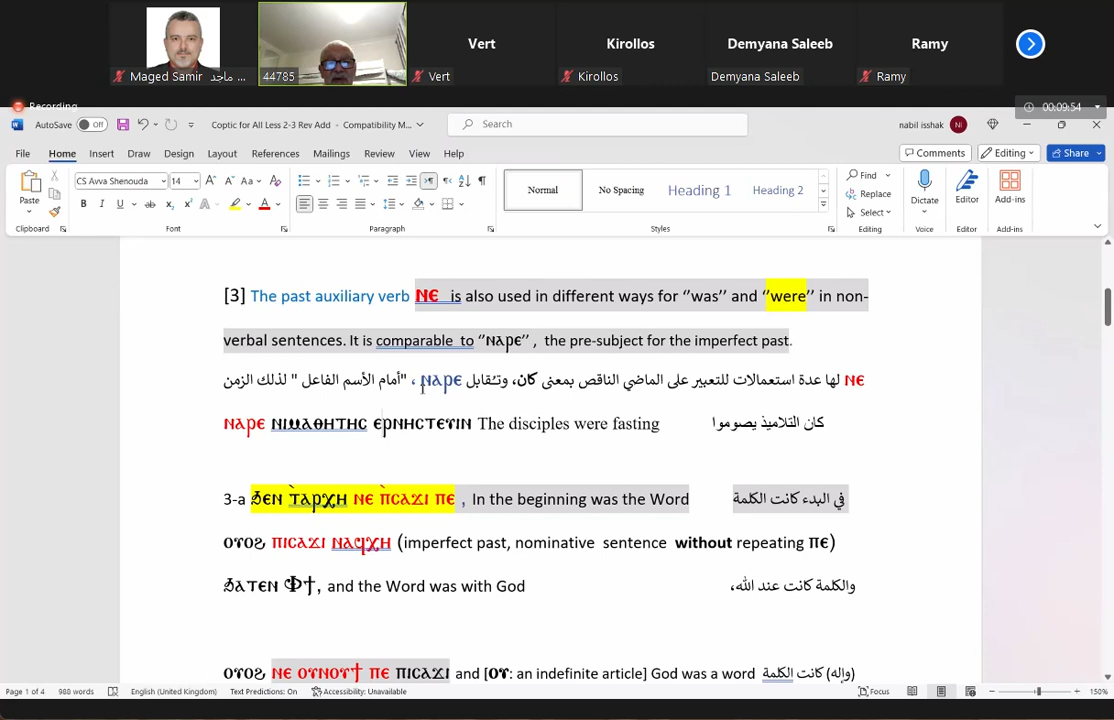 Vert
Kirollos
Demyana Saleeb
Ramy
Maged Samir ماجد ...
44785
Vert
Kirollos
Demyana Saleeb
Ramy
Recording
00:09:54
AutoSave Off
Coptic for All Less 2-3 Rev Add - Compatibility M...
Search
nabil isshak NI
File Home Insert Draw Design Layout References Mailings Review View Help
Comments Editing Share
CS Avva Shenouda 14
Paste
Normal No Spacing Heading 1 Heading 2
Find
Replace
Select
Dictate Editor Add-ins
Clipboard Font Paragraph Styles Editing Voice Editor Add-ins
[3] The past auxiliary verb ⲛⲉ is also used in different ways for ‘‘was’’ and ‘‘were’’ in non-
verbal sentences. It is comparable to ‘‘ⲛⲁⲣⲉ’’ , the pre-subject for the imperfect past.
ⲛⲉ لها عدة استعمالات للتعبير على الماضي الناقص بمعنى كان، وتـُقابل ⲛⲁⲣⲉ ، "أمام الأسم الفاعل " لذلك الزمن
ⲛⲁⲣⲉ ⲛⲓⲙⲁⲑⲏⲧⲏⲥ ⲉⲣⲛⲏⲥⲧⲉⲩⲓⲛ The disciples were fasting كان التلاميذ يصوموا
3-a ϧⲉⲛ ̀ⲧⲁⲣⲭⲏ ⲛⲉ ̀ⲡⲥⲁϫⲓ ⲡⲉ , In the beginning was the Word في البدء كانت الكلمة
ⲟⲩⲟϩ ⲡⲓⲥⲁϫⲓ ⲛⲁϥⲭⲏ (imperfect past, nominative sentence without repeating ⲡⲉ)
ϧⲁⲧⲉⲛ ⲫϯ, and the Word was with God والكلمة كانت عند الله،
ⲟⲩⲟϩ ⲛⲉ ⲟⲩⲛⲟⲩϯ ⲡⲉ ⲡⲓⲥⲁϫⲓ and [ⲟⲩ: an indefinite article] God was a word (وإله) كانت الكلمة
Page 1 of 4 988 words English (United Kingdom) Text Predictions: On Accessibility: Unavailable Focus 150%